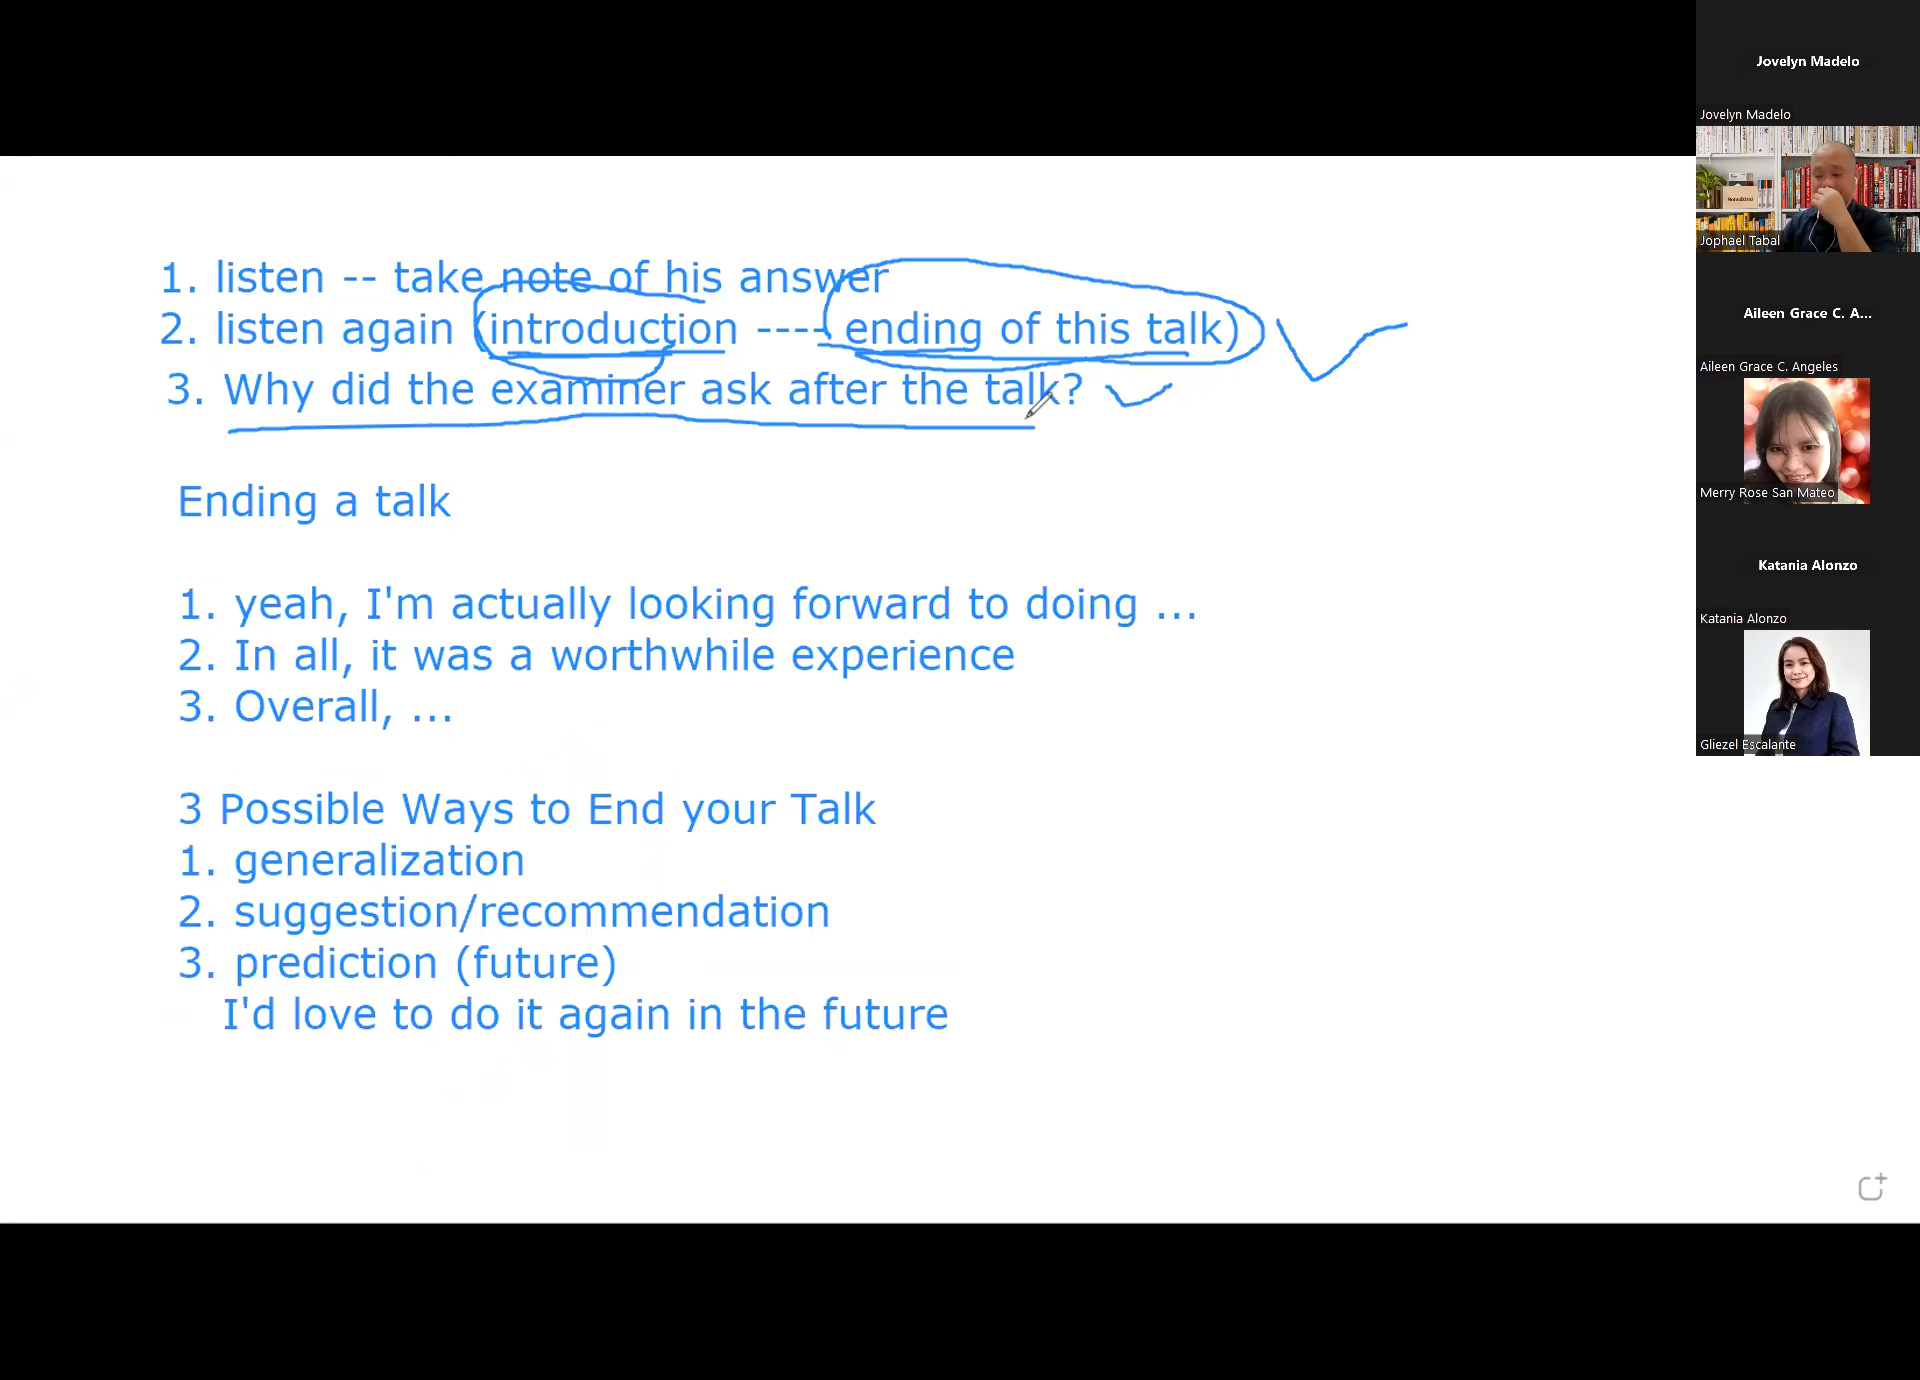 1. listen -- take note of his answer
2. listen again (introduction ---- ending of this talk)
3. Why did the examiner ask after the talk?
Ending a talk
1. yeah, I'm actually looking forward to doing ...
2. In all, it was a worthwhile experience
3. Overall, ...
3 Possible Ways to End your Talk
1. generalization
2. suggestion/recommendation
3. prediction (future)
I'd love to do it again in the future
Jovelyn Madelo
Jovelyn Madelo
Jophael Tabal
Aileen Grace C. A...
Aileen Grace C. Angeles
Merry Rose San Mateo
Katania Alonzo
Katania Alonzo
Gliezel Escalante